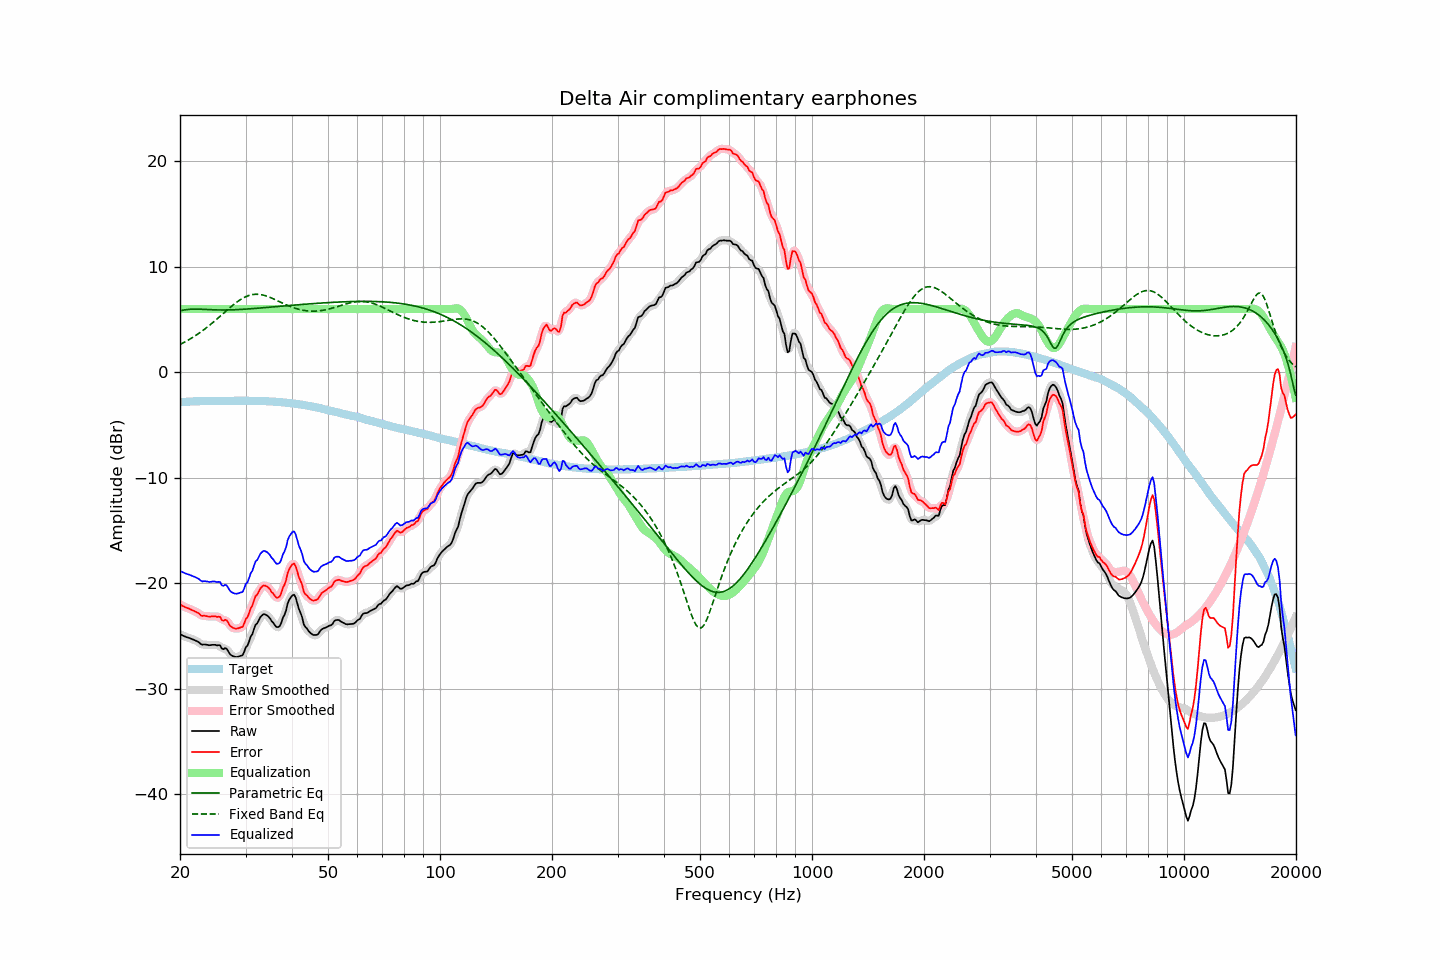 Delta Air complimentary earphones
20
10
0
−10
−20
−30
−40
Amplitude (dBr)
Target
Raw Smoothed
Error Smoothed
Raw
Error
Equalization
Parametric Eq
Fixed Band Eq
Equalized
20 50 100 200 500 1000 2000 5000 10000 20000
Frequency (Hz)